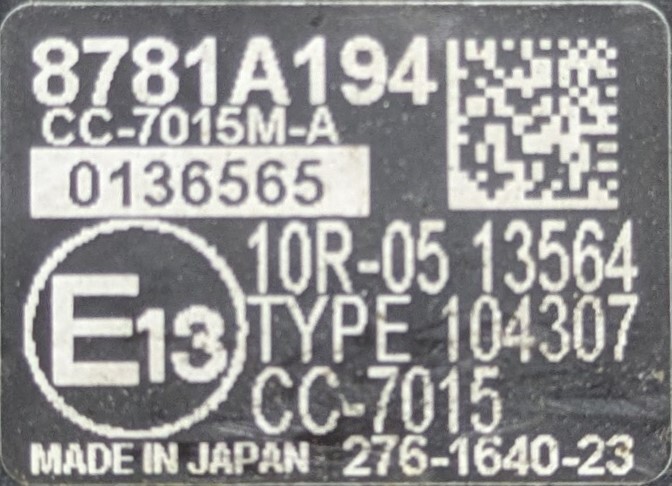 8781A194
CC-7015M-A
0136565
10R-05 13564
E13 TYPE 104307
CC-7015
MADE IN JAPAN 276-1640-23